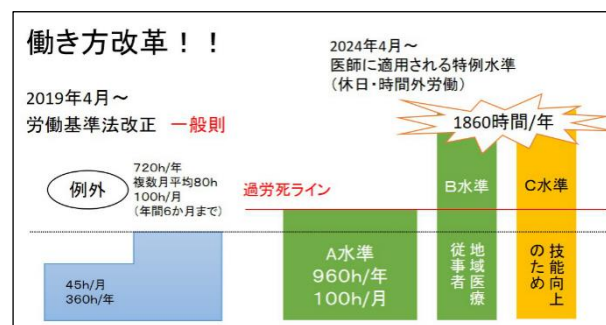 働き方改革！！
2019年4月～
労働基準法改正　一般則
例外
720h/年
複数月平均80h
100h/月
(年間6か月まで)
45h/月
360h/年
2024年4月～
医師に適用される特例水準
(休日・時間外労働)
1860時間/年
過労死ライン
A水準
960h/年
100h/月
B水準
地域医療
従事者
C水準
技能向上
のため